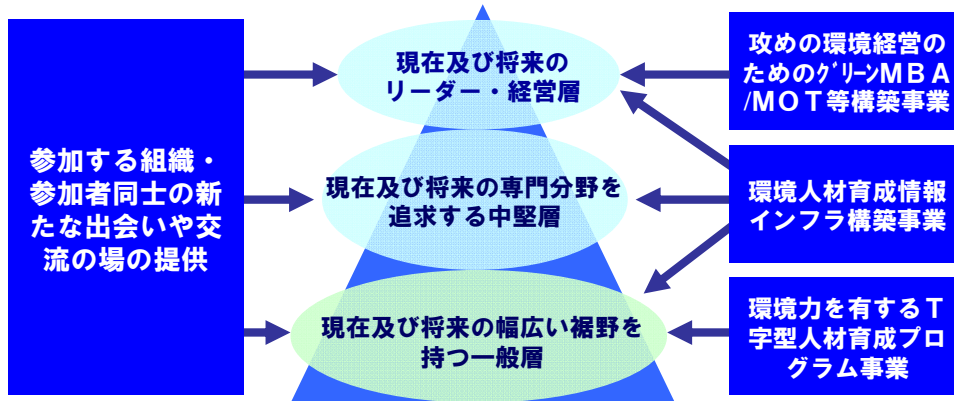 参加する組織・
参加者同士の新
たな出会いや交
流の場の提供
現在及び将来の
リーダー・経営層
現在及び将来の専門分野を
追求する中堅層
現在及び将来の幅広い裾野を
持つ一般層
攻めの環境経営の
ためのｸﾞﾘｰﾝＭＢＡ
/ＭＯＴ等構築事業
環境人材育成情報
インフラ構築事業
環境力を有するＴ
字型人材育成プロ
グラム事業